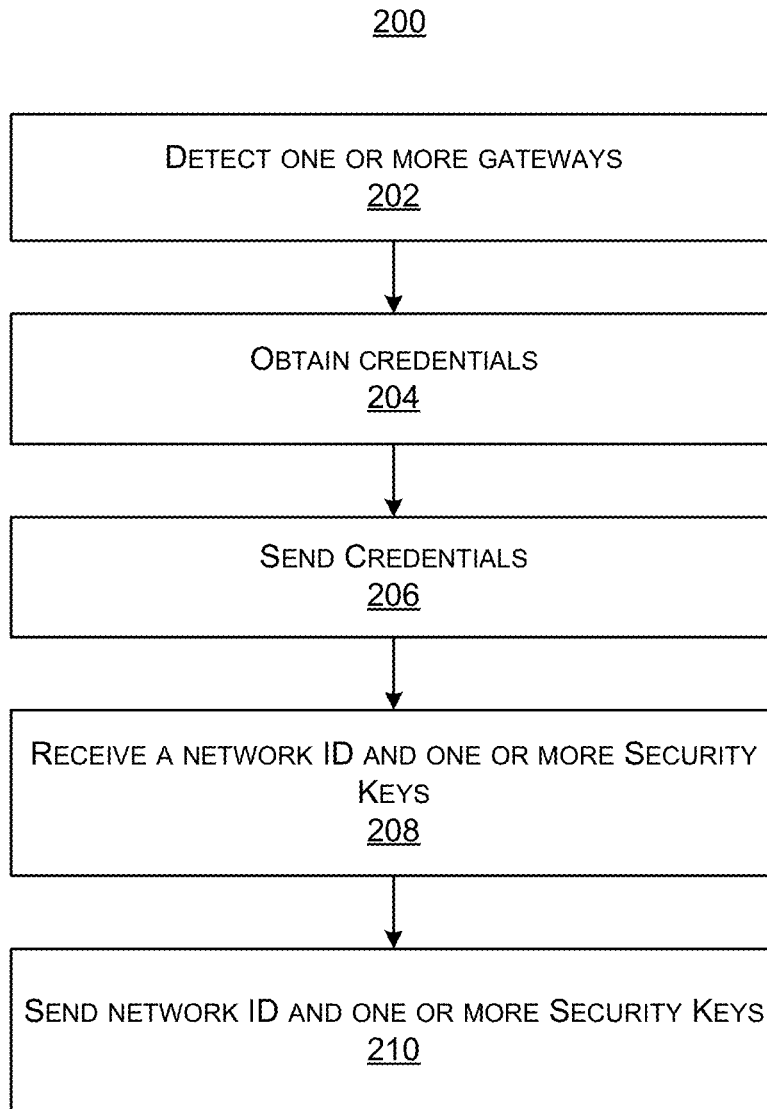 200
DETECT ONE OR MORE GATEWAYS
202
OBTAIN CREDENTIALS
204
SEND CREDENTIALS
206
RECEIVE A NETWORK ID AND ONE OR MORE SECURITY
KEYS
208
SEND NETWORK ID AND ONE OR MORE SECURITY KEYS
210